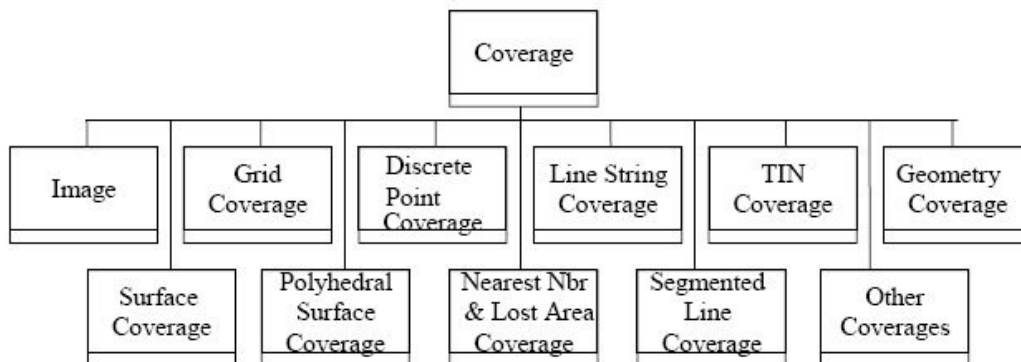 Coverage
Image
Grid
Coverage
Discrete
Point
Coverage
Line String
Coverage
TIN
Coverage
Geometry
Coverage
Surface
Coverage
Polyhedral
Surface
Coverage
Nearest Nbr
& Lost Area
Coverage
Segmented
Line
Coverage
Other
Coverages